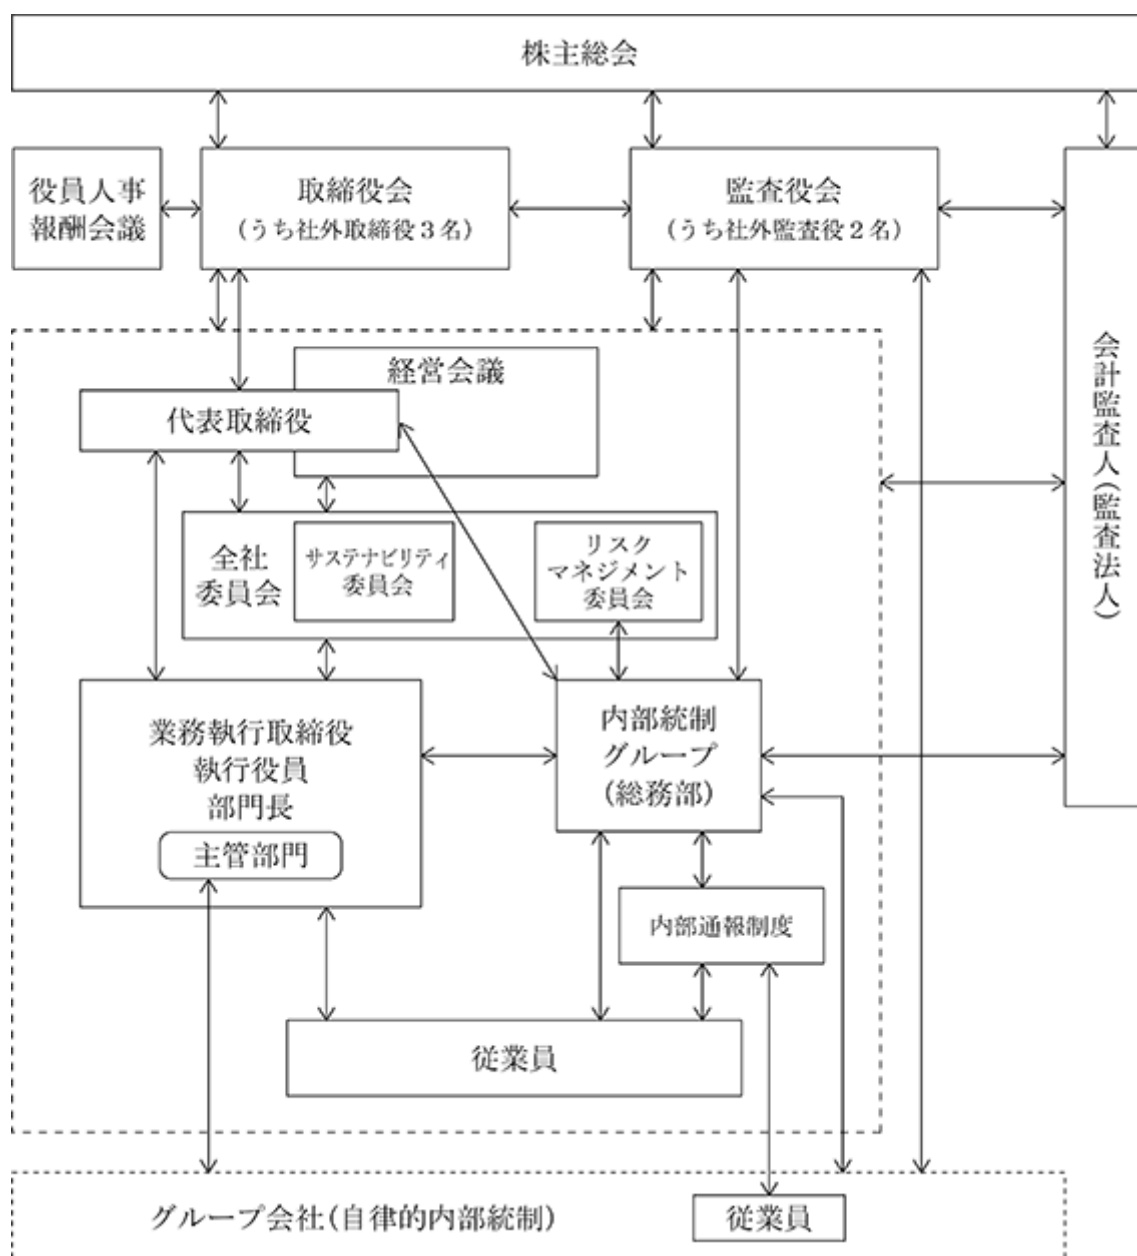 株主総会
役員人事
報酬会議
取締役会
(うち社外取締役３名)
監査役会
(うち社外監査役２名)
会計監査人(監査法人)
経営会議
代表取締役
全社
委員会
サステナビリティ
委員会
リスク
マネジメント
委員会
業務執行取締役
執行役員
部門長
主管部門
内部統制
グループ
(総務部)
内部通報制度
従業員
グループ会社(自律的内部統制)
従業員